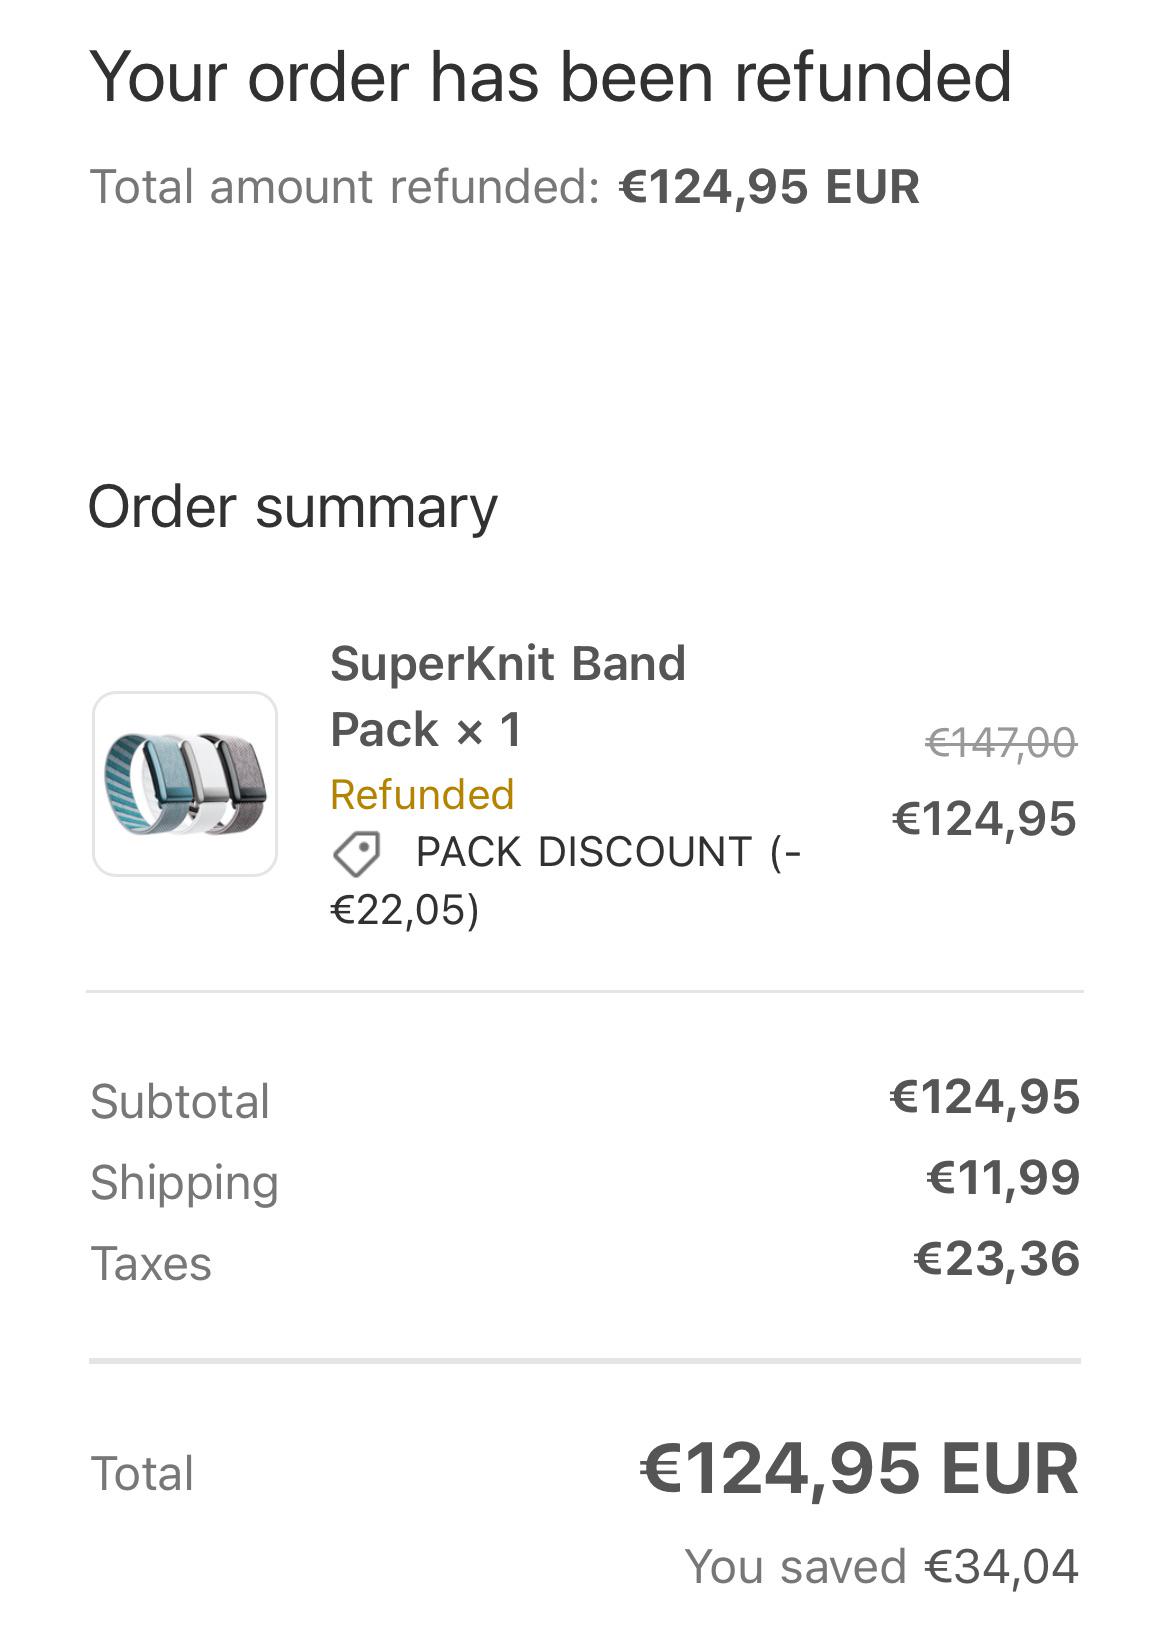 Your order has been refunded
Total amount refunded: €124,95 EUR
Order summary
SuperKnit Band
Pack × 1
Refunded
PACK DISCOUNT (-
€22,05)
€147,00
€124,95
Subtotal €124,95
Shipping €11,99
Taxes €23,36
Total €124,95 EUR
You saved €34,04